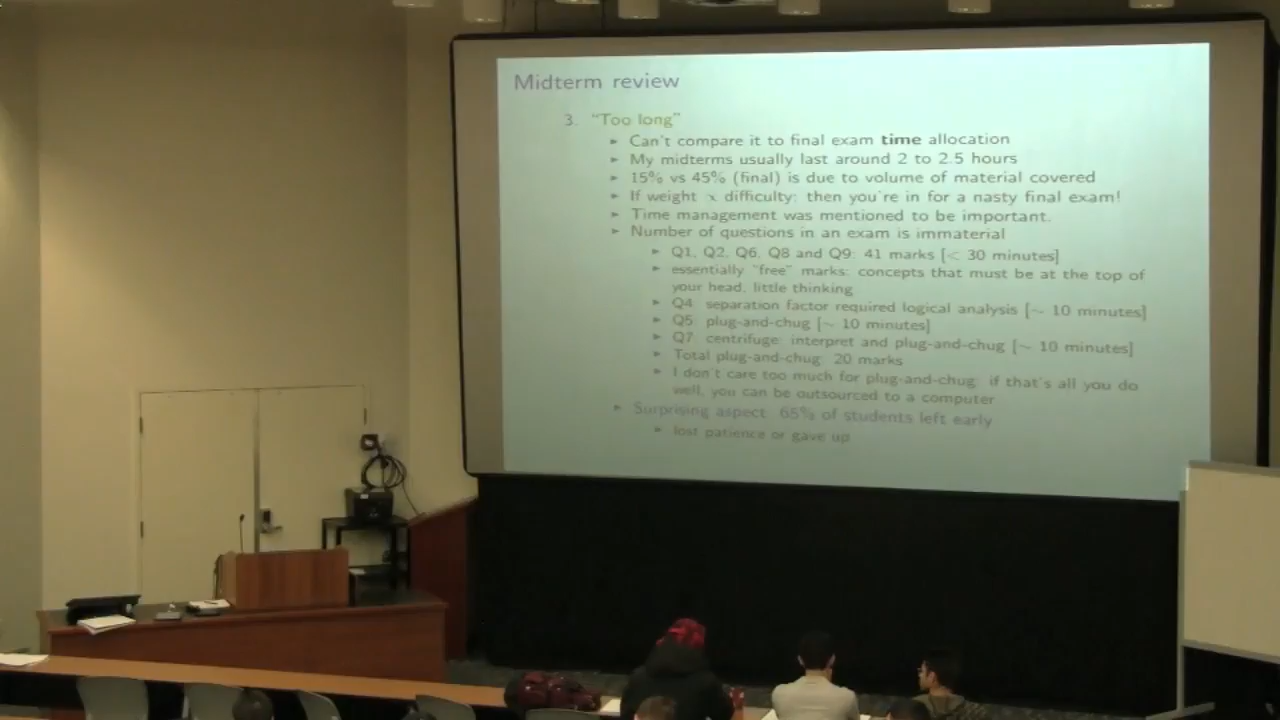 Midterm review
3. "Too long"
► Can't compare it to final exam time allocation
► My midterms usually last around 2 to 2.5 hours
► 15% vs 45% (final) is due to volume of material covered
► If weight ∝ difficulty: then you're in for a nasty final exam!
► Time management was mentioned to be important.
► Number of questions in an exam is immaterial
► Q1, Q2, Q6, Q8 and Q9: 41 marks [< 30 minutes]
► essentially "free" marks: concepts that must be at the top of
your head, little thinking
► Q4: separation factor required logical analysis [~ 10 minutes]
► Q5: plug-and-chug [~ 10 minutes]
► Q7: centrifuge: interpret and plug-and-chug [~ 10 minutes]
► Total plug-and-chug: 20 marks
► I don't care too much for plug-and-chug: if that's all you do
well, you can be outsourced to a computer
► Surprising aspect: 65% of students left early
► lost patience or gave up